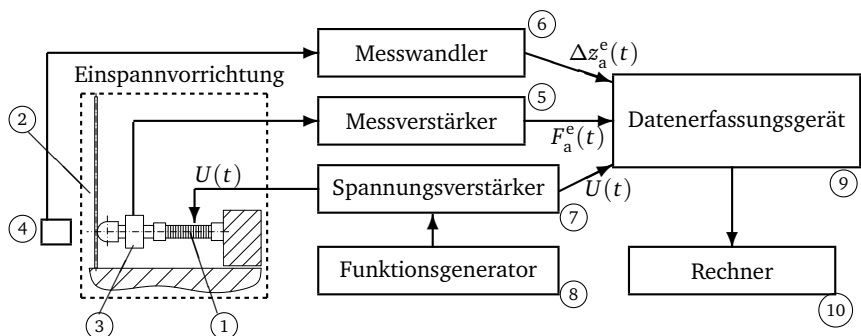 6
Messwandler
Δz_a^e(t)
Einspannvorrichtung
5
2
Messverstärker
F_a^e(t)
Datenerfassungsgerät
U(t)
Spannungsverstärker
U(t)
9
7
4
Funktionsgenerator
Rechner
8
3
1
10